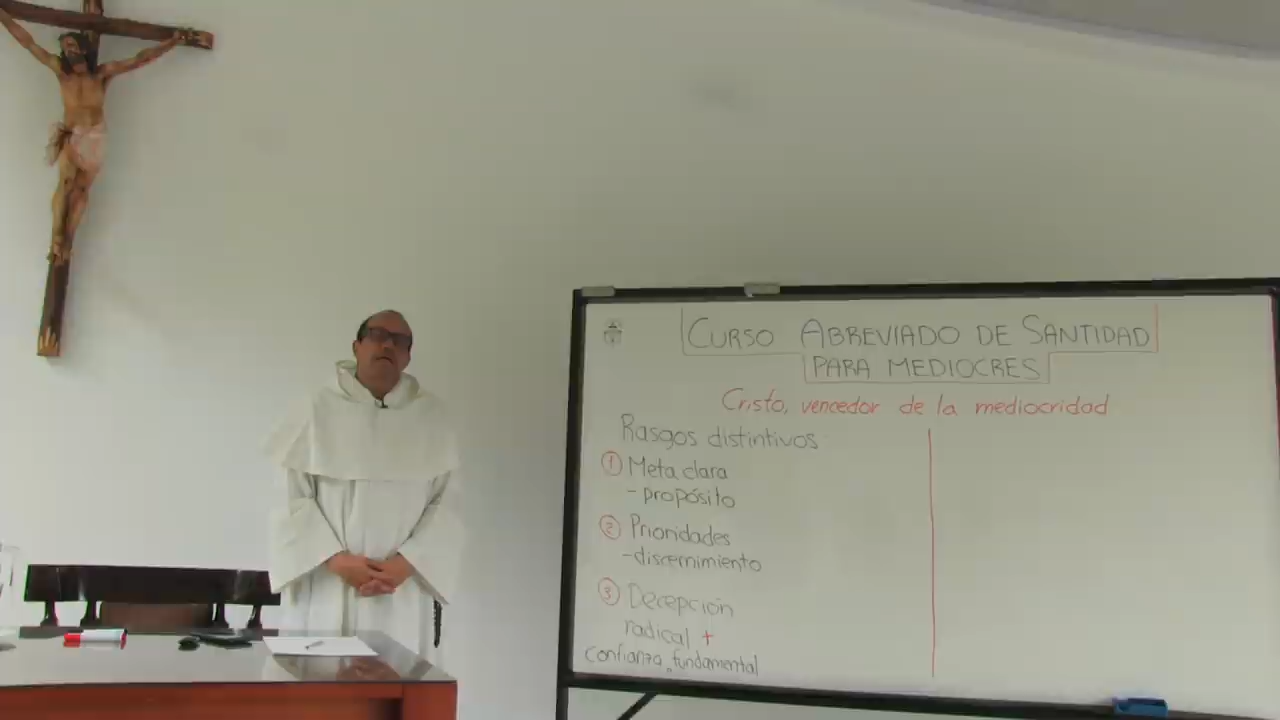 CURSO ABREVIADO DE SANTIDAD
PARA MEDIOCRES
Cristo, vencedor de la mediocridad
Rasgos distintivos
① Meta clara
- propósito
② Prioridades
- discernimiento
③ Decepción
radical +
confianza fundamental